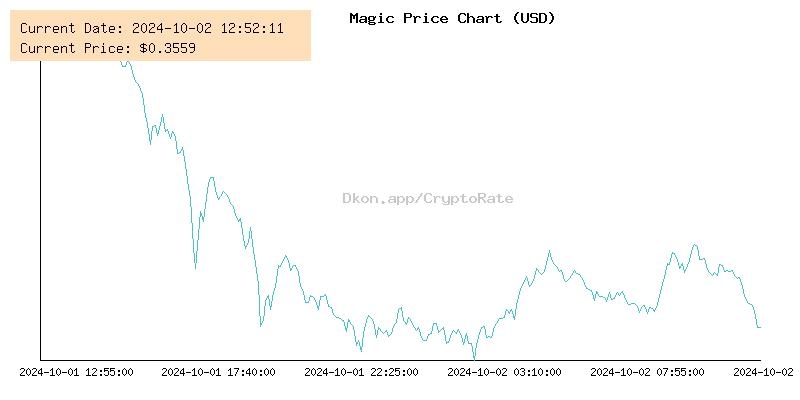 Magic Price Chart (USD)
Current Date: 2024-10-02 12:52:11
Current Price: $0.3559
Dkon.app/CryptoRate
2024-10-01 12:55:00 2024-10-01 17:40:00 2024-10-01 22:25:00 2024-10-02 03:10:00 2024-10-02 07:55:00 2024-10-02